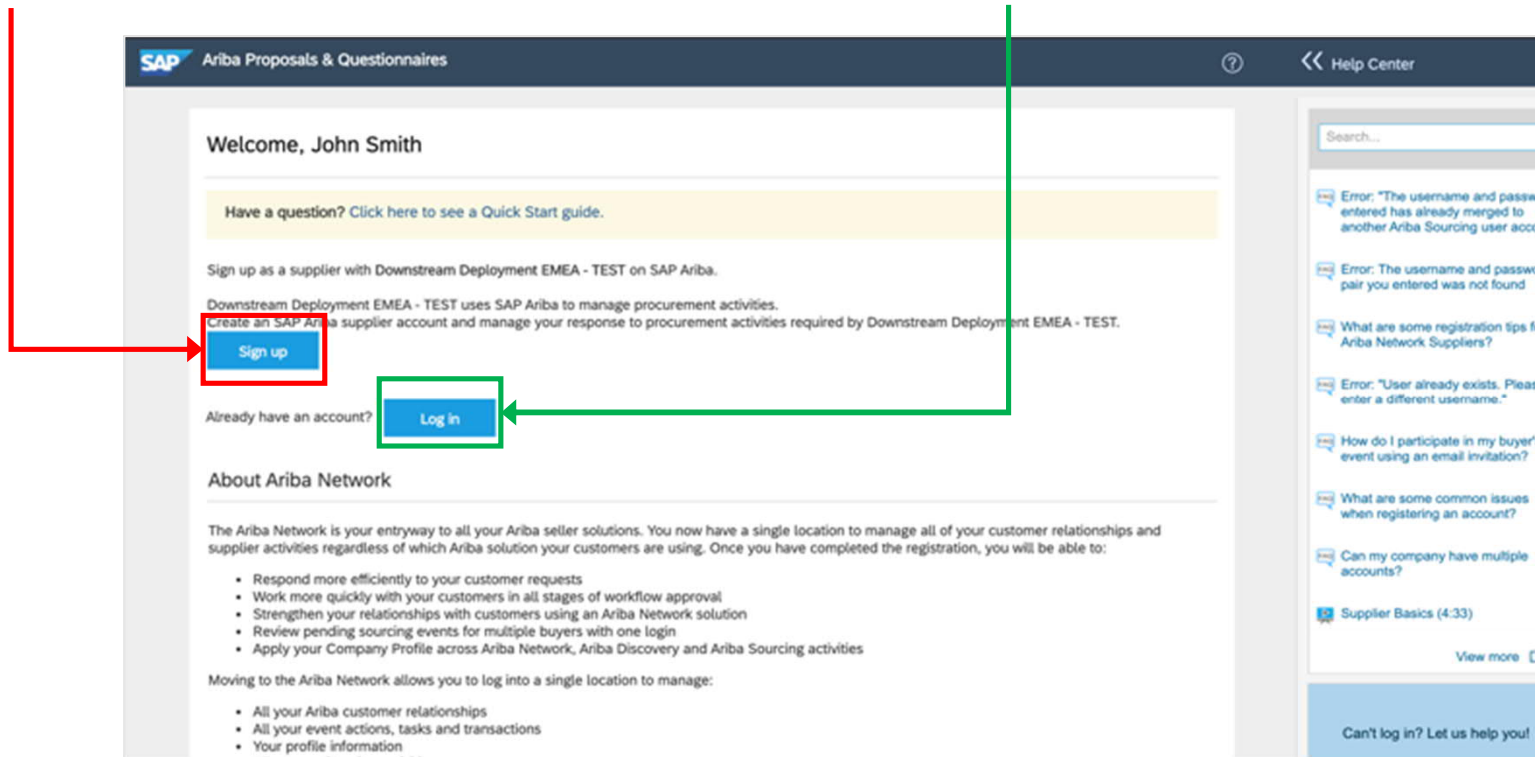 SAP Ariba Proposals & Questionnaires
Help Center
Welcome, John Smith
Have a question? Click here to see a Quick Start guide.
Sign up as a supplier with Downstream Deployment EMEA - TEST on SAP Ariba.
Downstream Deployment EMEA - TEST uses SAP Ariba to manage procurement activities.
Create an SAP Ariba supplier account and manage your response to procurement activities required by Downstream Deployment EMEA - TEST.
Sign up
Already have an account? Log in
About Ariba Network
The Ariba Network is your entryway to all your Ariba seller solutions. You now have a single location to manage all of your customer relationships and
supplier activities regardless of which Ariba solution your customers are using. Once you have completed the registration, you will be able to:
• Respond more efficiently to your customer requests
• Work more quickly with your customers in all stages of workflow approval
• Strengthen your relationships with customers using an Ariba Network solution
• Review pending sourcing events for multiple buyers with one login
• Apply your Company Profile across Ariba Network, Ariba Discovery and Ariba Sourcing activities
Moving to the Ariba Network allows you to log into a single location to manage:
• All your Ariba customer relationships
• All your event actions, tasks and transactions
• Your profile information
Search...
Error: "The username and
entered has already merged to
another Ariba Sourcing user
Error: The username and
pair you entered was not found
What are some registration tips
Ariba Network Suppliers?
Error: "User already exists.
enter a different username."
How do I participate in my
event using an email invitation?
What are some common issues
when registering an account?
Can my company have multiple
accounts?
Supplier Basics (4:33)
View more
Can't log in? Let us help you!